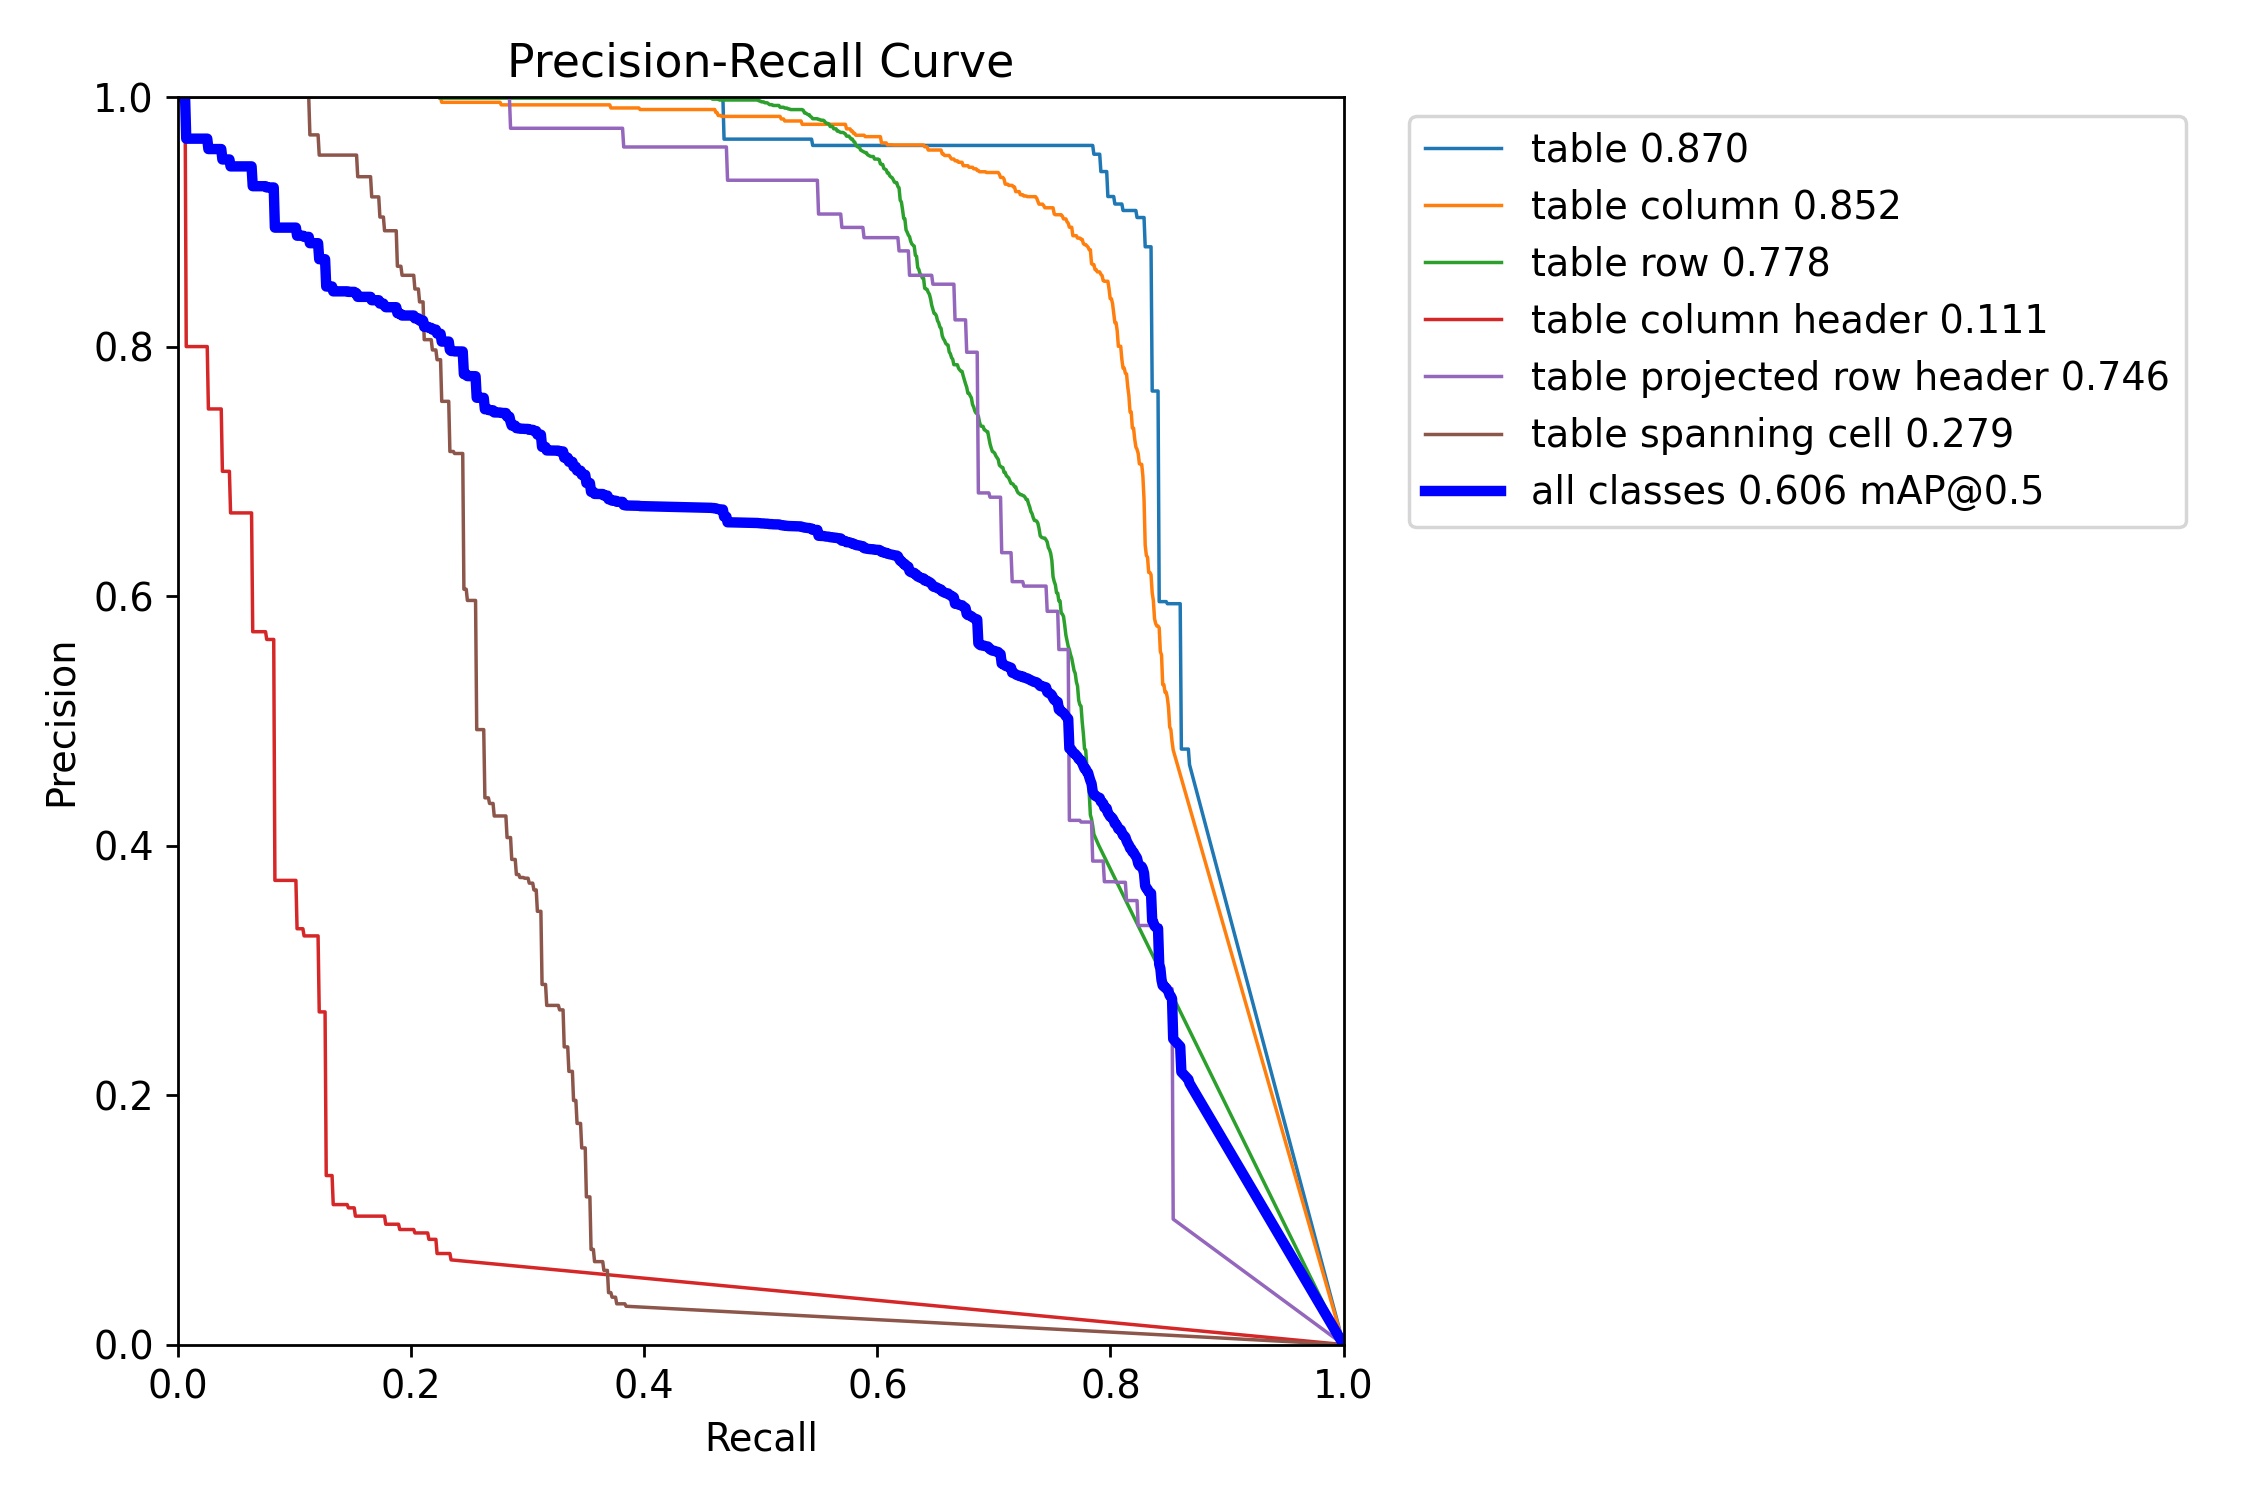 Precision-Recall Curve
1.0
0.8
0.6
0.4
0.2
0.0
Precision
0.0 0.2 0.4 0.6 0.8 1.0
Recall
table 0.870
table column 0.852
table row 0.778
table column header 0.111
table projected row header 0.746
table spanning cell 0.279
all classes 0.606 mAP@0.5